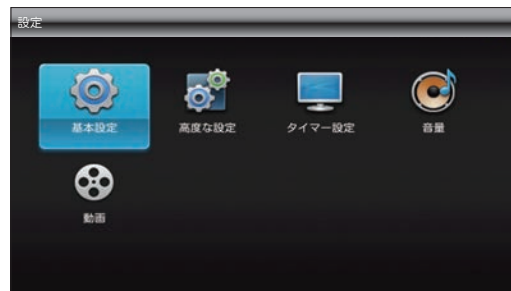 設定
基本設定
高度な設定
タイマー設定
音量
動画